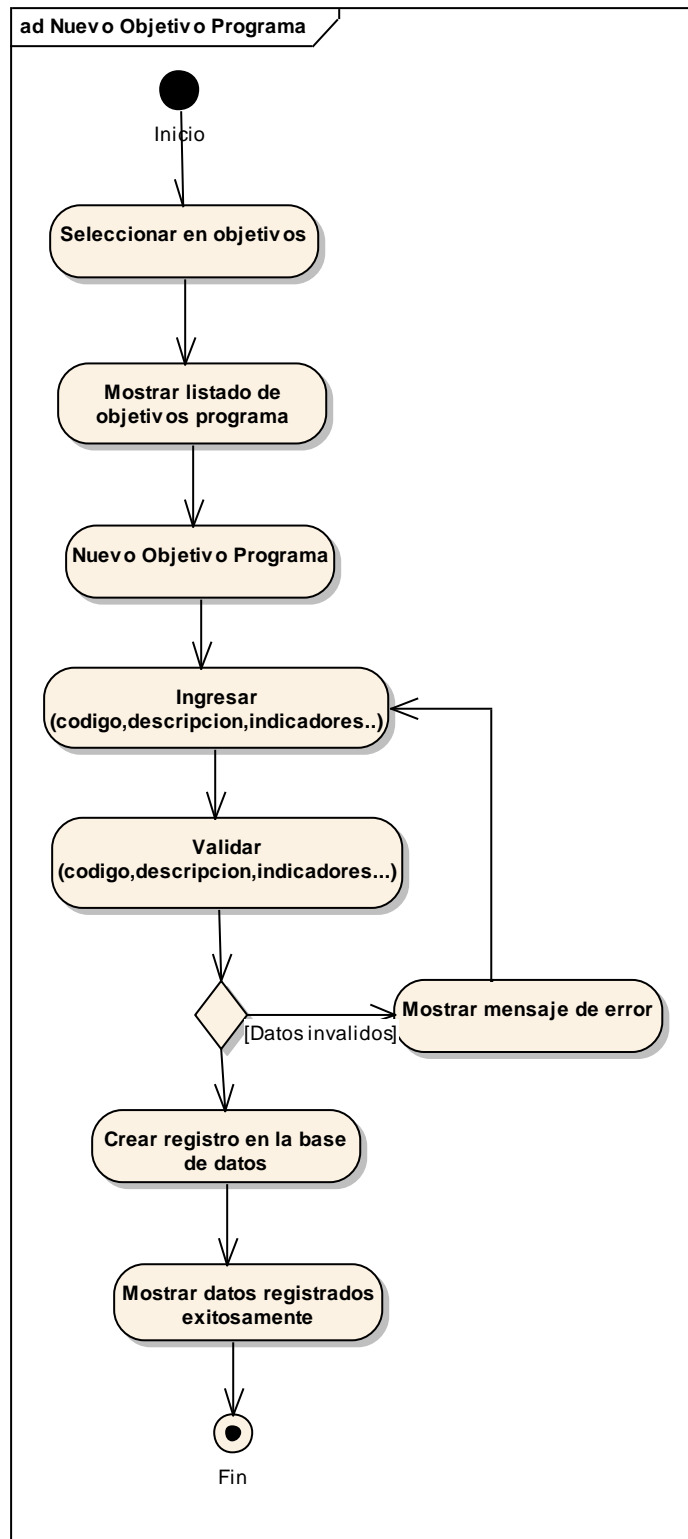 ad Nuevo Objetivo Programa
Inicio
Seleccionar en objetivos
Mostrar listado de
objetivos programa
Nuevo Objetivo Programa
Ingresar
(codigo,descripcion,indicadores..)
Validar
(codigo,descripcion,indicadores...)
Mostrar mensaje de error
[Datos invalidos]
Crear registro en la base
de datos
Mostrar datos registrados
exitosamente
Fin